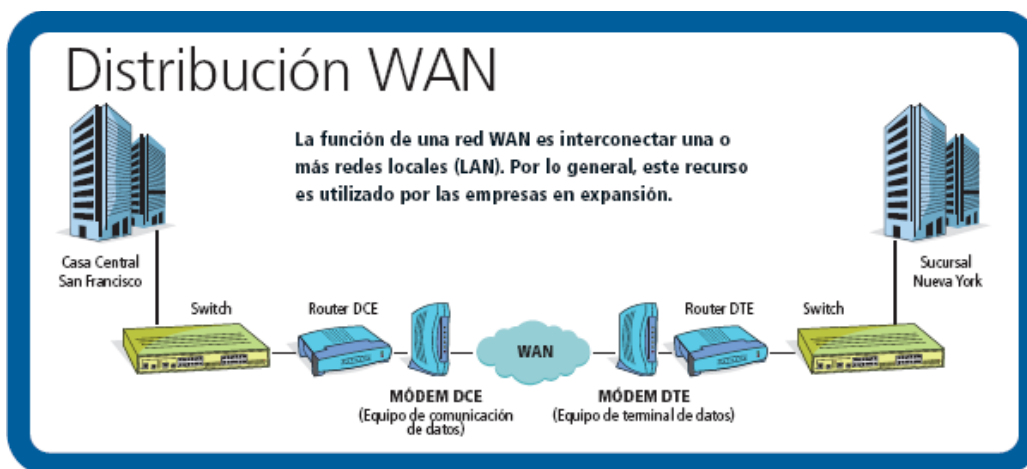 Distribución WAN
La función de una red WAN es interconectar una o
más redes locales (LAN). Por lo general, este recurso
es utilizado por las empresas en expansión.
Casa Central
San Francisco
Sucursal
Nueva York
Switch
Router DCE
Router DTE
Switch
WAN
MÓDEM DCE
(Equipo de comunicación
de datos)
MÓDEM DTE
(Equipo de terminal de datos)